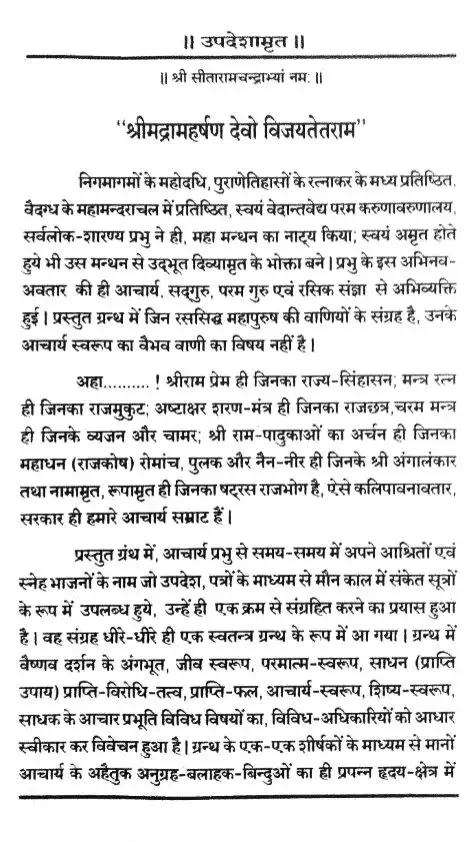 || उपदेशामृत ||
|| श्री सीतारामचन्द्राभ्यां नमः ||
“श्रीमद्रामहर्षण देवो विजयतेतराम”
निगमागमों के महोदधि, पुराणेतिहासों के रत्नाकर के मध्य प्रतिष्ठित,
वैदग्ध के महामन्दराचल में प्रतिष्ठित, स्वयं वेदान्तवेद्य परम करुणावरुणालय,
सर्वलोक-शारण्य प्रभु ने ही, महा मन्थन का नाट्य किया; स्वयं अमृत होते
हुये भी उस मन्थन से उद्भूत दिव्यामृत के भोक्ता बने | प्रभु के इस अभिनव-
अवतार की ही आचार्य, सद्गुरु, परम गुरु एवं रसिक संज्ञा से अभिव्यक्ति
हुई | प्रस्तुत ग्रन्थ में जिन रससिद्ध महापुरुष की वाणियों के संग्रह है, उनके
आचार्य स्वरूप का वैभव वाणी का विषय नहीं है |
अहा.......... ! श्रीराम प्रेम ही जिनका राज्य-सिंहासन; मन्त्र रत्न
ही जिनका राजमुकुट; अष्टाक्षर शरण-मंत्र ही जिनका राजछत्र,चरम मन्त्र
ही जिनके व्यजन और चामर; श्री राम-पादुकाओं का अर्चन ही जिनका
महाधन (राजकोष) रोमांच, पुलक और नैन-नीर ही जिनके श्री अंगालंकार
तथा नामामृत, रूपामृत ही जिनका षट्रस राजभोग है, ऐसे कलिपावनावतार,
सरकार ही हमारे आचार्य सम्राट हैं |
प्रस्तुत ग्रंथ में, आचार्य प्रभु से समय-समय में अपने आश्रितों एवं
स्नेह भाजनों के नाम जो उपदेश, पत्रों के माध्यम से मौन काल में संकेत सूत्रों
के रूप में उपलब्ध हुये, उन्हें ही एक क्रम से संग्रहित करने का प्रयास हुआ
है | वह संग्रह धीरे-धीरे ही एक स्वतन्त्र ग्रन्थ के रूप में आ गया | ग्रन्थ में
वैष्णव दर्शन के अंगभूत, जीव स्वरूप, परमात्म-स्वरूप, साधन (प्राप्ति
उपाय) प्राप्ति-विरोधि-तत्व, प्राप्ति-फल, आचार्य-स्वरूप, शिष्य-स्वरूप,
साधक के आचार प्रभूति विविध विषयों का, विविध-अधिकारियों को आधार
स्वीकार कर विवेचन हुआ है | ग्रन्थ के एक-एक शीर्षकों के माध्यम से मानों
आचार्य के अहैतुक अनुग्रह-बलाहक-बिन्दुओं का ही प्रपन्न हृदय-क्षेत्र में